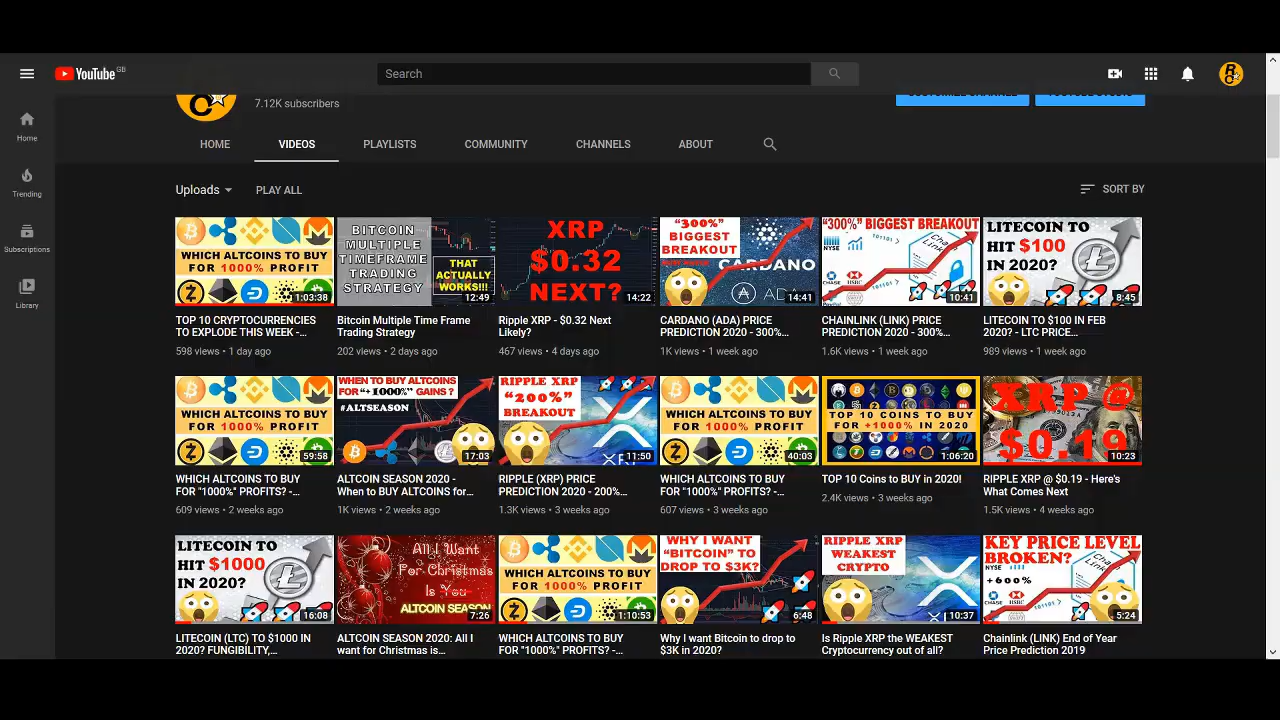 YouTube GB
Search
7.12K subscribers
HOME VIDEOS PLAYLISTS COMMUNITY CHANNELS ABOUT
Home
Trending
Subscriptions
Library
Uploads PLAY ALL SORT BY
WHICH ALTCOINS TO BUY
FOR 1000% PROFIT
1:03:38
TOP 10 CRYPTOCURRENCIES
TO EXPLODE THIS WEEK -...
598 views • 1 day ago
BITCOIN
MULTIPLE
TIMEFRAME
TRADING
STRATEGY
THAT
ACTUALLY
WORKS!!!
12:49
Bitcoin Multiple Time Frame
Trading Strategy
202 views • 2 days ago
XRP
$0.32
NEXT?
14:22
Ripple XRP - $0.32 Next
Likely?
467 views • 4 days ago
"300%"
BIGGEST
BREAKOUT
CARDANO
ADA
14:41
CARDANO (ADA) PRICE
PREDICTION 2020 - 300%...
1K views • 1 week ago
"300%" BIGGEST BREAKOUT
NYSE
CHASE
HSBC
10:41
CHAINLINK (LINK) PRICE
PREDICTION 2020 - 300%...
1.6K views • 1 week ago
LITECOIN TO
HIT $100
IN 2020?
8:45
LITECOIN TO $100 IN FEB
2020? - LTC PRICE...
989 views • 1 week ago
WHICH ALTCOINS TO BUY
FOR 1000% PROFIT
59:58
WHICH ALTCOINS TO BUY
FOR "1000%" PROFITS? -...
609 views • 2 weeks ago
WHEN TO BUY ALTCOINS
for "+ 1000%" GAINS ?
#ALTSEASON
17:03
ALTCOIN SEASON 2020 -
When to BUY ALTCOINS for...
1K views • 2 weeks ago
RIPPLE XRP
"200%"
BREAKOUT
11:50
RIPPLE (XRP) PRICE
PREDICTION 2020 - 200%...
1.3K views • 3 weeks ago
WHICH ALTCOINS TO BUY
FOR 1000% PROFIT
40:03
WHICH ALTCOINS TO BUY
FOR "1000%" PROFITS? -...
607 views • 3 weeks ago
TOP 10 COINS TO BUY
FOR +1000% IN 2020
1:06:20
TOP 10 Coins to BUY in 2020!
2.4K views • 3 weeks ago
XRP @
$0.19
10:23
RIPPLE XRP @ $0.19 - Here's
What Comes Next
1.5K views • 4 weeks ago
LITECOIN TO
HIT $1000
IN 2020?
16:08
LITECOIN (LTC) TO $1000 IN
2020? FUNGIBILITY,...
All I Want
For Christmas
Is You
ALTCOIN SEASON
7:26
ALTCOIN SEASON 2020: All I
want for Christmas is...
WHICH ALTCOINS TO BUY
FOR 1000% PROFIT
1:10:53
WHICH ALTCOINS TO BUY
FOR "1000%" PROFITS? -...
WHY I WANT
"BITCOIN" TO
DROP TO $3K?
6:48
Why I want Bitcoin to drop to
$3K in 2020?
RIPPLE XRP
WEAKEST
CRYPTO
10:37
Is Ripple XRP the WEAKEST
Cryptocurrency out of all?
KEY PRICE LEVEL
BROKEN?
NYSE
+600%
CHASE
HSBC
5:24
Chainlink (LINK) End of Year
Price Prediction 2019